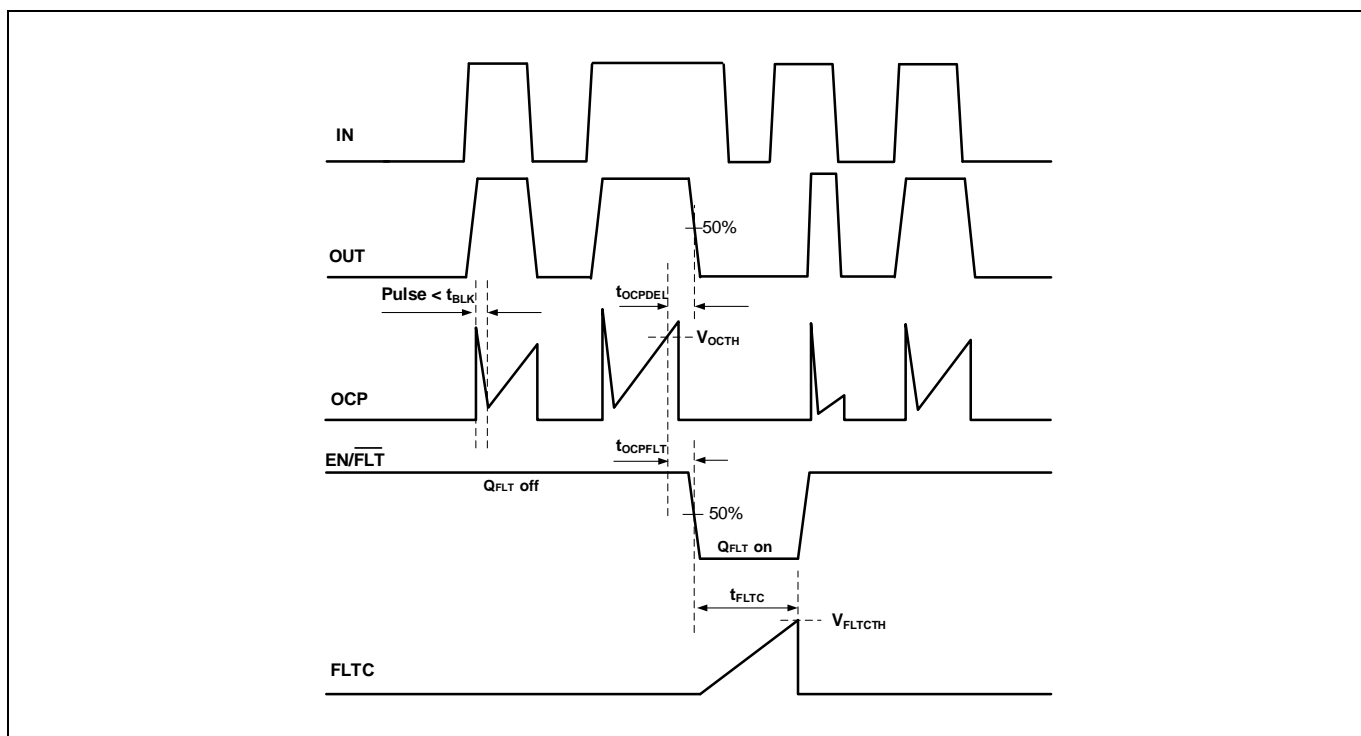 IN
50%
OUT
Pulse < tBLK
tOCPDEL
VOCTH
OCP
tOCPFLT
EN/FLT
QFLT off
50%
QFLT on
tFLTC
VFLTCTH
FLTC